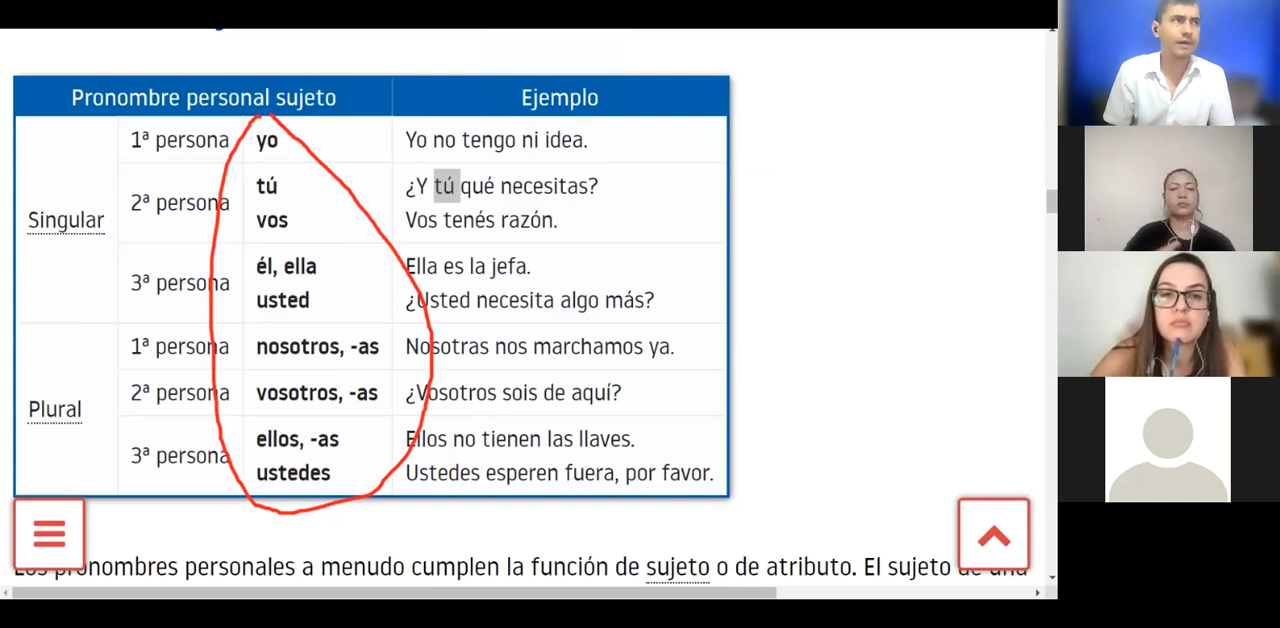 Pronombre personal sujeto Ejemplo
Singular
1ª persona yo Yo no tengo ni idea.
2ª persona
tú ¿Y tú qué necesitas?
vos Vos tenés razón.
3ª persona
él, ella Ella es la jefa.
usted ¿Usted necesita algo más?
Plural
1ª persona nosotros, -as Nosotras nos marchamos ya.
2ª persona vosotros, -as ¿Vosotros sois de aquí?
3ª persona
ellos, -as Ellos no tienen las llaves.
ustedes Ustedes esperen fuera, por favor.
Los pronombres personales a menudo cumplen la función de sujeto o de atributo. El sujeto de una